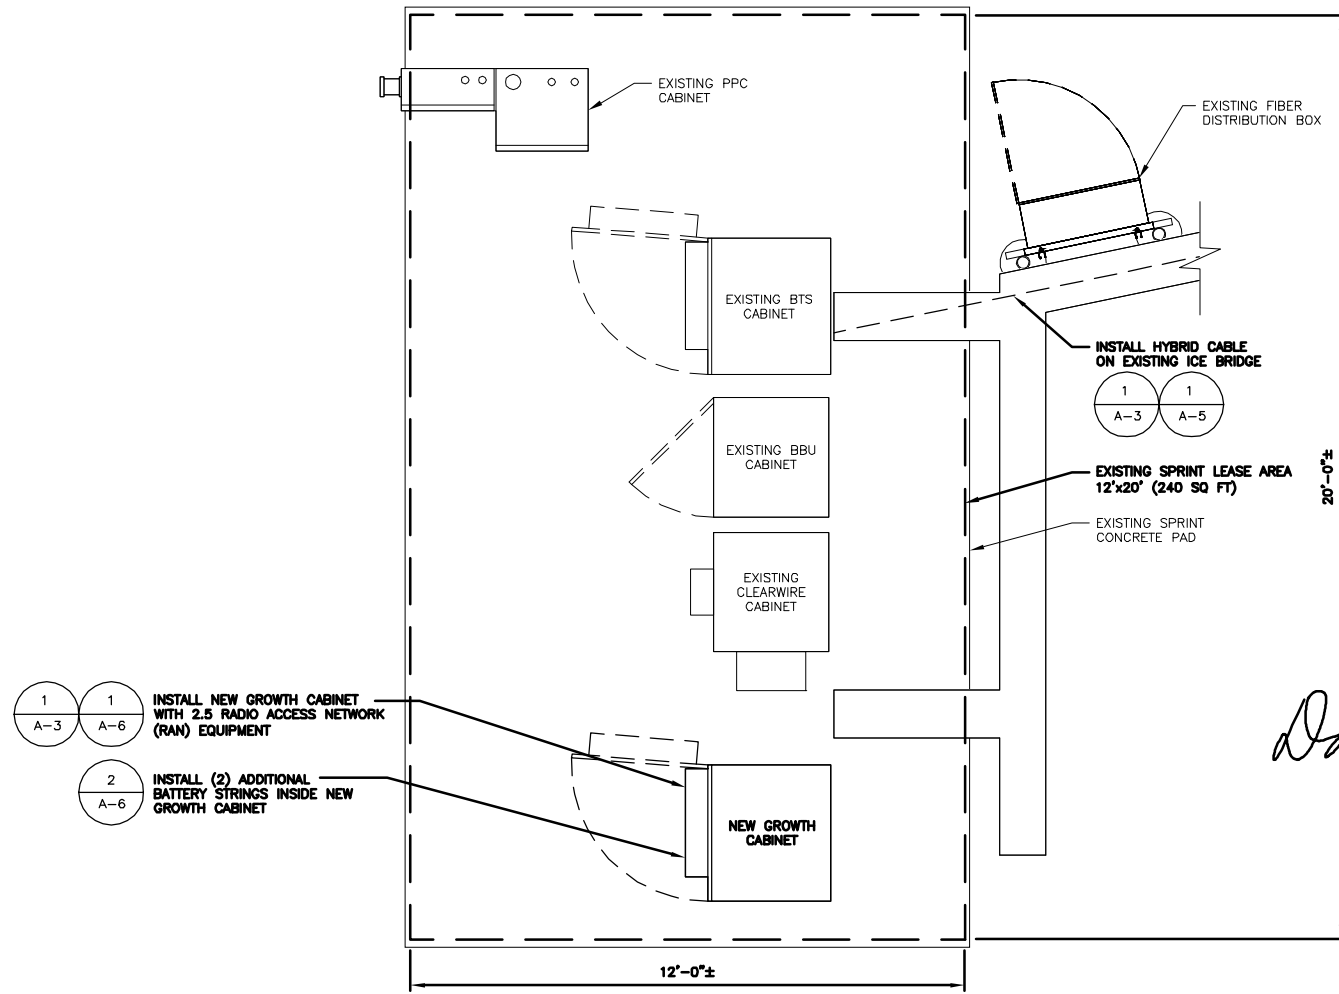 EXISTING PPC
CABINET
EXISTING FIBER
DISTRIBUTION BOX
EXISTING BTS
CABINET
INSTALL HYBRID CABLE
ON EXISTING ICE BRIDGE
1
A-3
1
A-5
EXISTING BBU
CABINET
EXISTING SPRINT LEASE AREA
12'x20' (240 SQ FT)
20'-0"±
EXISTING SPRINT
CONCRETE PAD
EXISTING
CLEARWIRE
CABINET
1
A-3
1
A-6
INSTALL NEW GROWTH CABINET
WITH 2.5 RADIO ACCESS NETWORK
(RAN) EQUIPMENT
2
A-6
INSTALL (2) ADDITIONAL
BATTERY STRINGS INSIDE NEW
GROWTH CABINET
NEW GROWTH
CABINET
12'-0"±